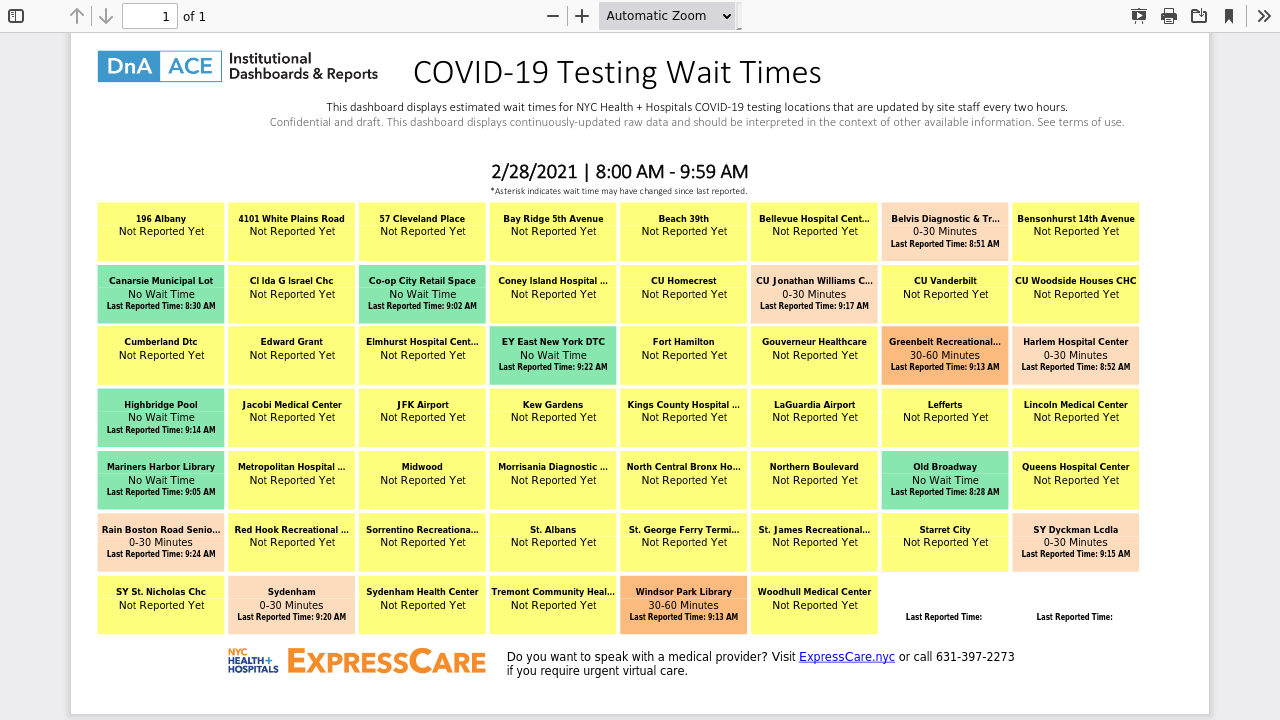 1 of 1
Automatic Zoom
DnA ACE Institutional Dashboards & Reports
COVID-19 Testing Wait Times
This dashboard displays estimated wait times for NYC Health + Hospitals COVID-19 testing locations that are updated by site staff every two hours.
Confidential and draft. This dashboard displays continuously-updated raw data and should be interpreted in the context of other available information. See terms of use.
2/28/2021 | 8:00 AM - 9:59 AM
*Asterisk indicates wait time may have changed since last reported.
196 Albany
Not Reported Yet
4101 White Plains Road
Not Reported Yet
57 Cleveland Place
Not Reported Yet
Bay Ridge 5th Avenue
Not Reported Yet
Beach 39th
Not Reported Yet
Bellevue Hospital Cent...
Not Reported Yet
Belvis Diagnostic & Tr...
0-30 Minutes
Last Reported Time: 8:51 AM
Bensonhurst 14th Avenue
Not Reported Yet
Canarsie Municipal Lot
No Wait Time
Last Reported Time: 8:30 AM
CI Ida G Israel Chc
Not Reported Yet
Co-op City Retail Space
No Wait Time
Last Reported Time: 9:02 AM
Coney Island Hospital ...
Not Reported Yet
CU Homecrest
Not Reported Yet
CU Jonathan Williams C...
0-30 Minutes
Last Reported Time: 9:17 AM
CU Vanderbilt
Not Reported Yet
CU Woodside Houses CHC
Not Reported Yet
Cumberland Dtc
Not Reported Yet
Edward Grant
Not Reported Yet
Elmhurst Hospital Cent...
Not Reported Yet
EY East New York DTC
No Wait Time
Last Reported Time: 9:22 AM
Fort Hamilton
Not Reported Yet
Gouverneur Healthcare
Not Reported Yet
Greenbelt Recreational...
30-60 Minutes
Last Reported Time: 9:13 AM
Harlem Hospital Center
0-30 Minutes
Last Reported Time: 8:52 AM
Highbridge Pool
No Wait Time
Last Reported Time: 9:14 AM
Jacobi Medical Center
Not Reported Yet
JFK Airport
Not Reported Yet
Kew Gardens
Not Reported Yet
Kings County Hospital ...
Not Reported Yet
LaGuardia Airport
Not Reported Yet
Lefferts
Not Reported Yet
Lincoln Medical Center
Not Reported Yet
Mariners Harbor Library
No Wait Time
Last Reported Time: 9:05 AM
Metropolitan Hospital ...
Not Reported Yet
Midwood
Not Reported Yet
Morrisania Diagnostic ...
Not Reported Yet
North Central Bronx Ho...
Not Reported Yet
Northern Boulevard
Not Reported Yet
Old Broadway
No Wait Time
Last Reported Time: 8:28 AM
Queens Hospital Center
Not Reported Yet
Rain Boston Road Senio...
0-30 Minutes
Last Reported Time: 9:24 AM
Red Hook Recreational ...
Not Reported Yet
Sorrentino Recreationa...
Not Reported Yet
St. Albans
Not Reported Yet
St. George Ferry Termi...
Not Reported Yet
St. James Recreational...
Not Reported Yet
Starret City
Not Reported Yet
SY Dyckman Lcdla
0-30 Minutes
Last Reported Time: 9:15 AM
SY St. Nicholas Chc
Not Reported Yet
Sydenham
0-30 Minutes
Last Reported Time: 9:20 AM
Sydenham Health Center
Not Reported Yet
Tremont Community Heal...
Not Reported Yet
Windsor Park Library
30-60 Minutes
Last Reported Time: 9:13 AM
Woodhull Medical Center
Not Reported Yet
Last Reported Time:
Last Reported Time:
NYC HEALTH+ HOSPITALS
EXPRESSCARE
Do you want to speak with a medical provider? Visit ExpressCare.nyc or call 631-397-2273
if you require urgent virtual care.